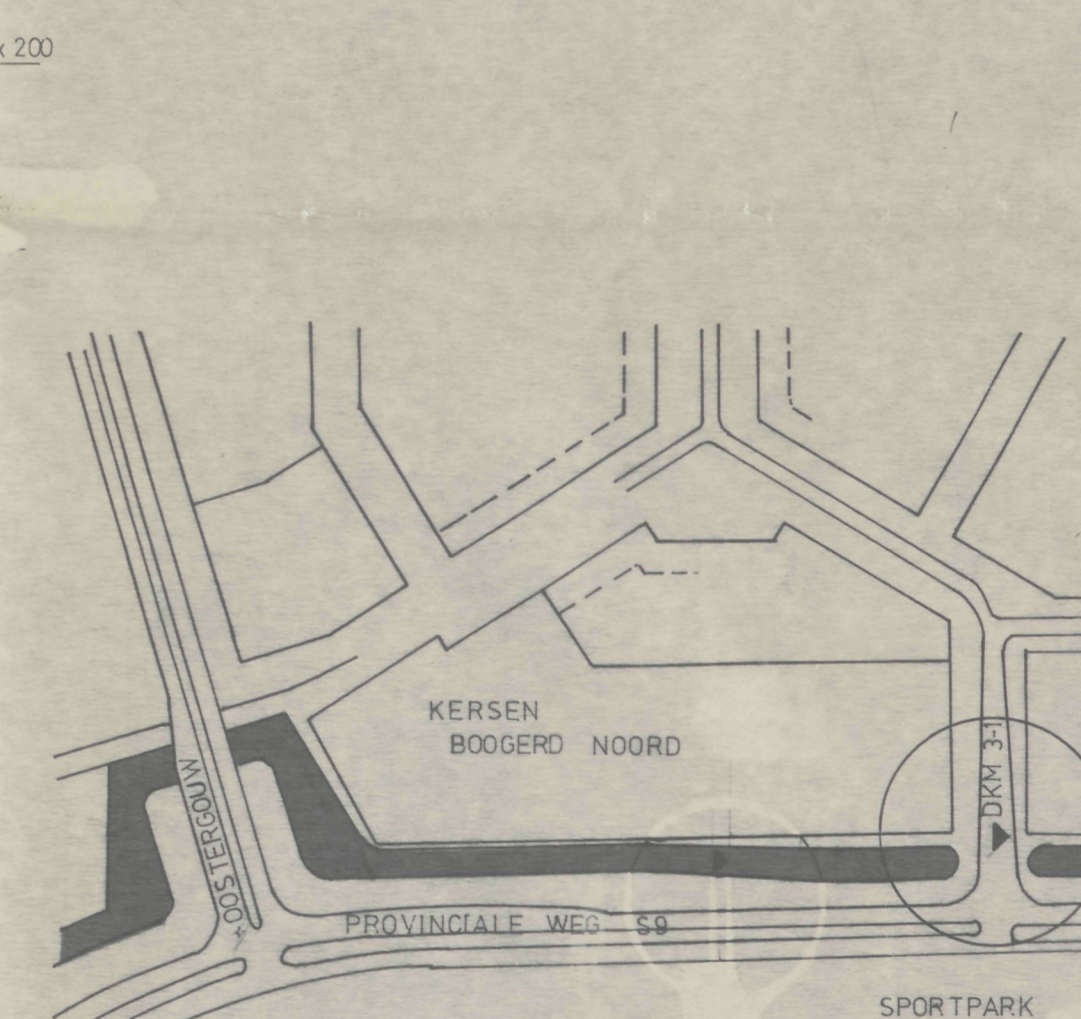 x 200
KERSEN
BOOGERD NOORD
DKM 3-1
OOSTERGOUW
PROVINCIALE WEG S9
SPORTPARK